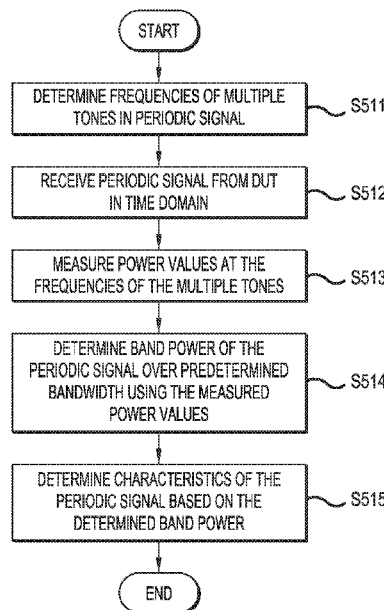 START
DETERMINE FREQUENCIES OF MULTIPLE
TONES IN PERIODIC SIGNAL
S511
RECEIVE PERIODIC SIGNAL FROM DUT
IN TIME DOMAIN
S512
MEASURE POWER VALUES AT THE
FREQUENCIES OF THE MULTIPLE TONES
S513
DETERMINE BAND POWER OF THE
PERIODIC SIGNAL OVER PREDETERMINED
BANDWIDTH USING THE MEASURED
POWER VALUES
S514
DETERMINE CHARACTERISTICS OF THE
PERIODIC SIGNAL BASED ON THE
DETERMINED BAND POWER
S515
END